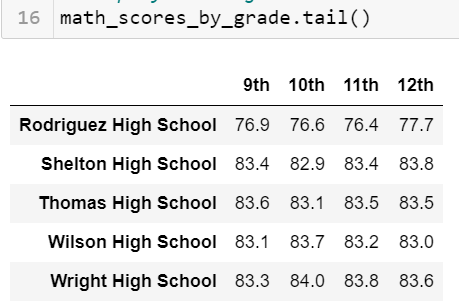 16 math_scores_by_grade.tail()
9th 10th 11th 12th
Rodriguez High School 76.9 76.6 76.4 77.7
Shelton High School 83.4 82.9 83.4 83.8
Thomas High School 83.6 83.1 83.5 83.5
Wilson High School 83.1 83.7 83.2 83.0
Wright High School 83.3 84.0 83.8 83.6